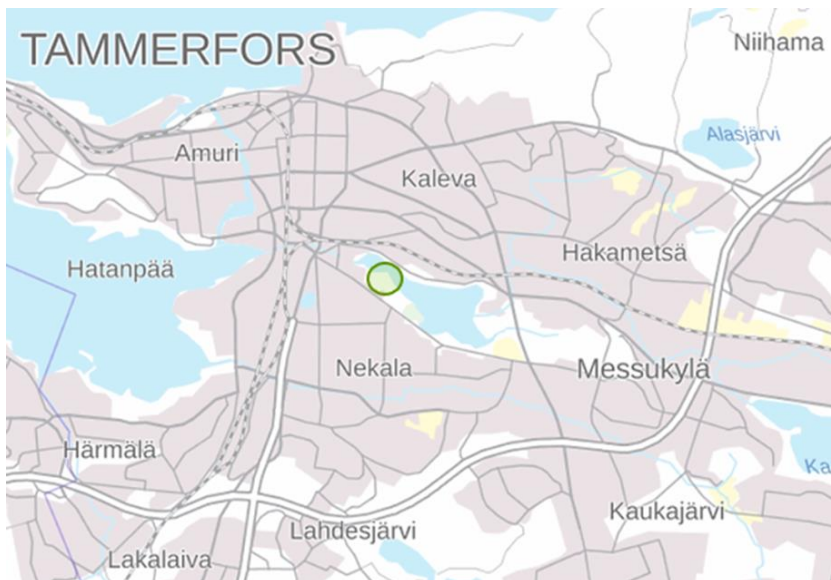 TAMMERFORS
Niihama
Alasjärvi
Amuri
Kaleva
Hakametsä
Hatanpää
Nekala
Messukylä
Härmälä
Ka
Kaukajärvi
Lahdesjärvi
Lakalaiva